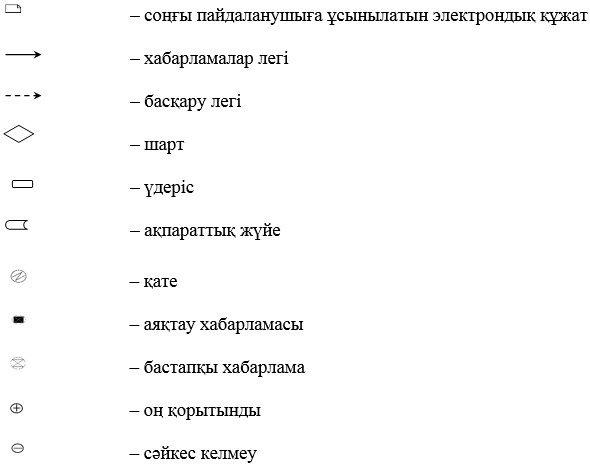 – соңғы пайдаланушыға ұсынылатын электрондық құжат
– хабарламалар легі
– басқару легі
– шарт
– үдеріс
– ақпараттық жүйе
– қате
– аяқтау хабарламасы
– бастапқы хабарлама
– оң қорытынды
– сәйкес келмеу